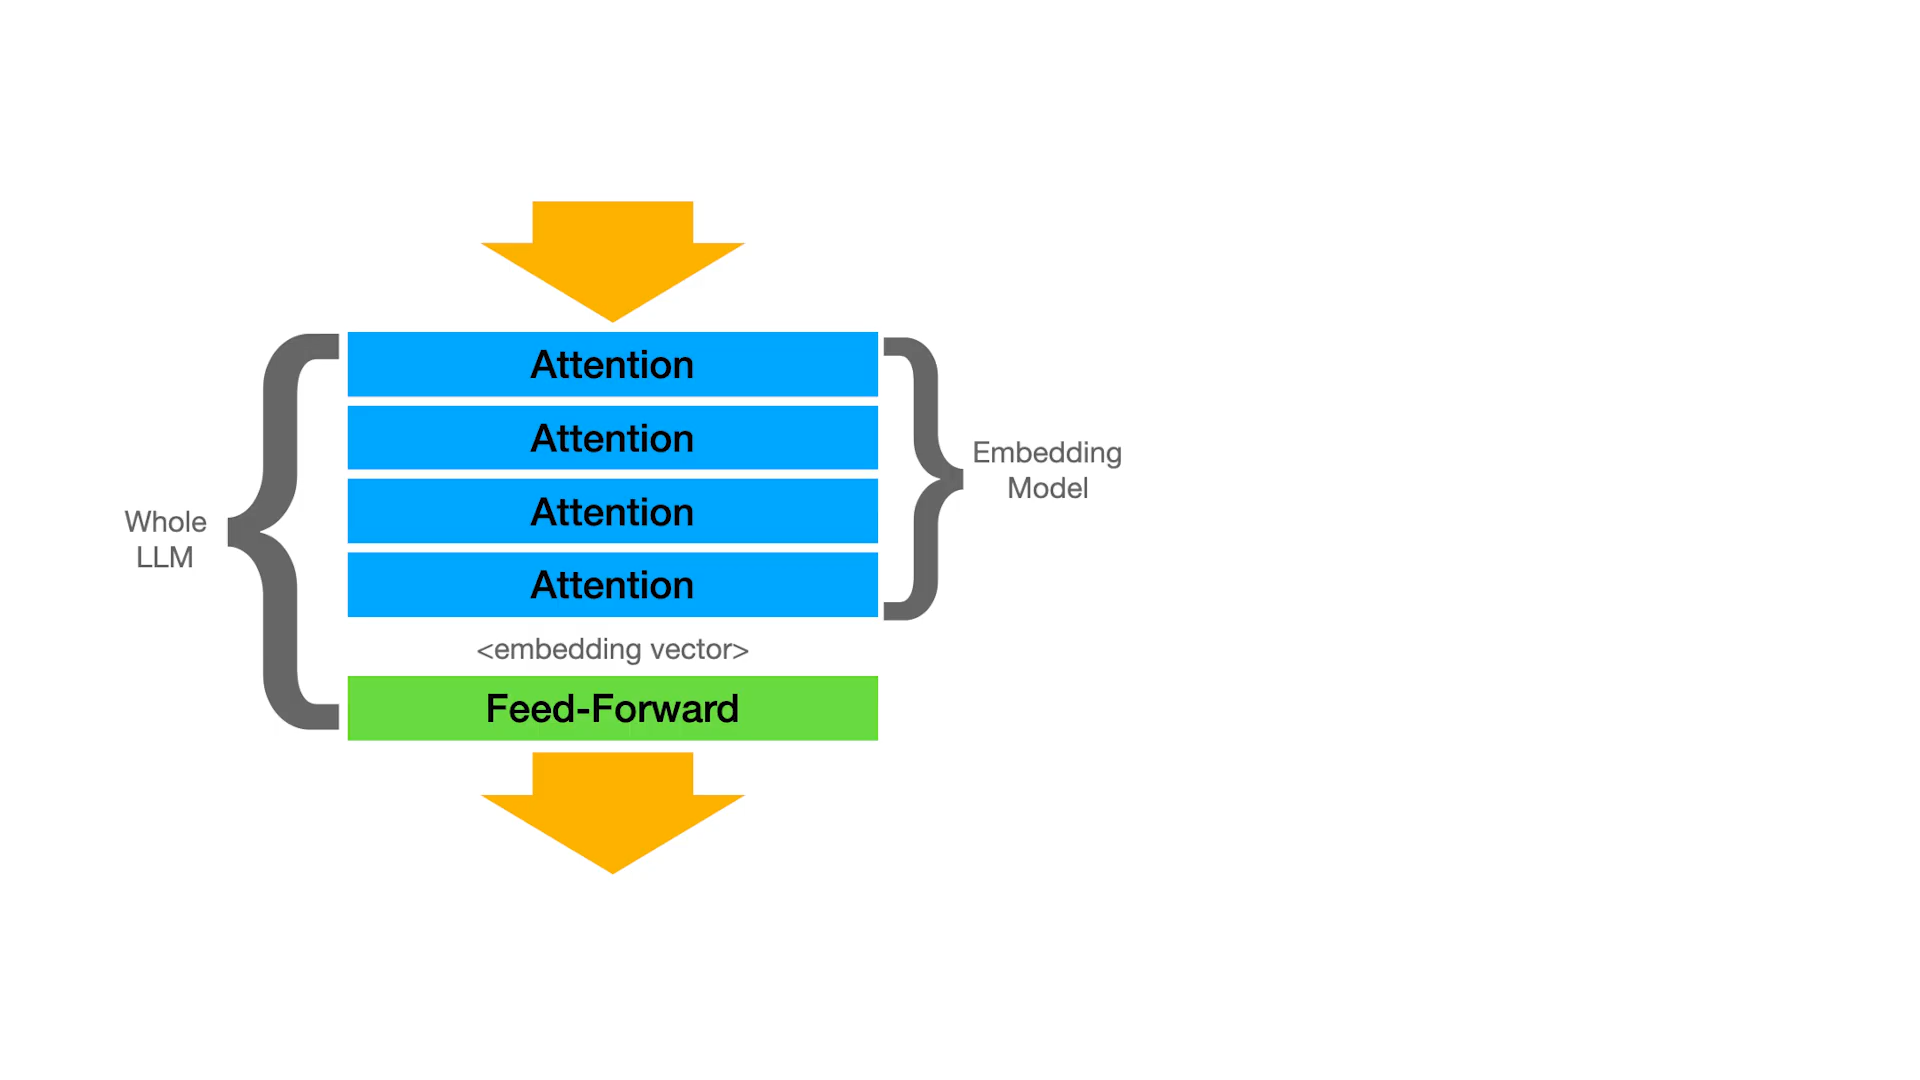 Attention
Attention
Attention
Attention
Embedding
Model
Whole
LLM
<embedding vector>
Feed-Forward